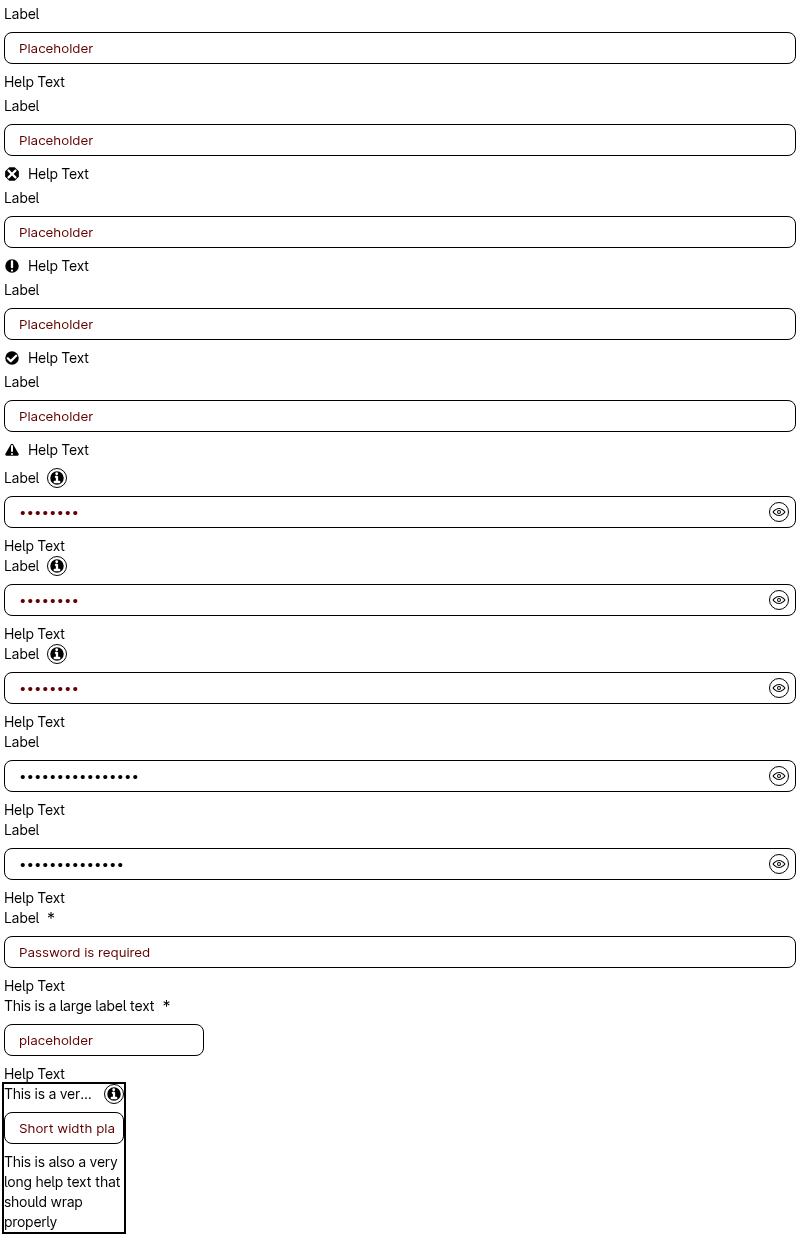 Label
Placeholder
Help Text
Label
Placeholder
Help Text
Label
Placeholder
Help Text
Label
Placeholder
Help Text
Label
Placeholder
Help Text
Label
••••••••
Help Text
Label
••••••••
Help Text
Label
••••••••
Help Text
Label
••••••••••••••••
Help Text
Label
••••••••••••••
Help Text
Label *
Password is required
Help Text
This is a large label text *
placeholder
Help Text
This is a ver...
Short width pla
This is also a very
long help text that
should wrap
properly